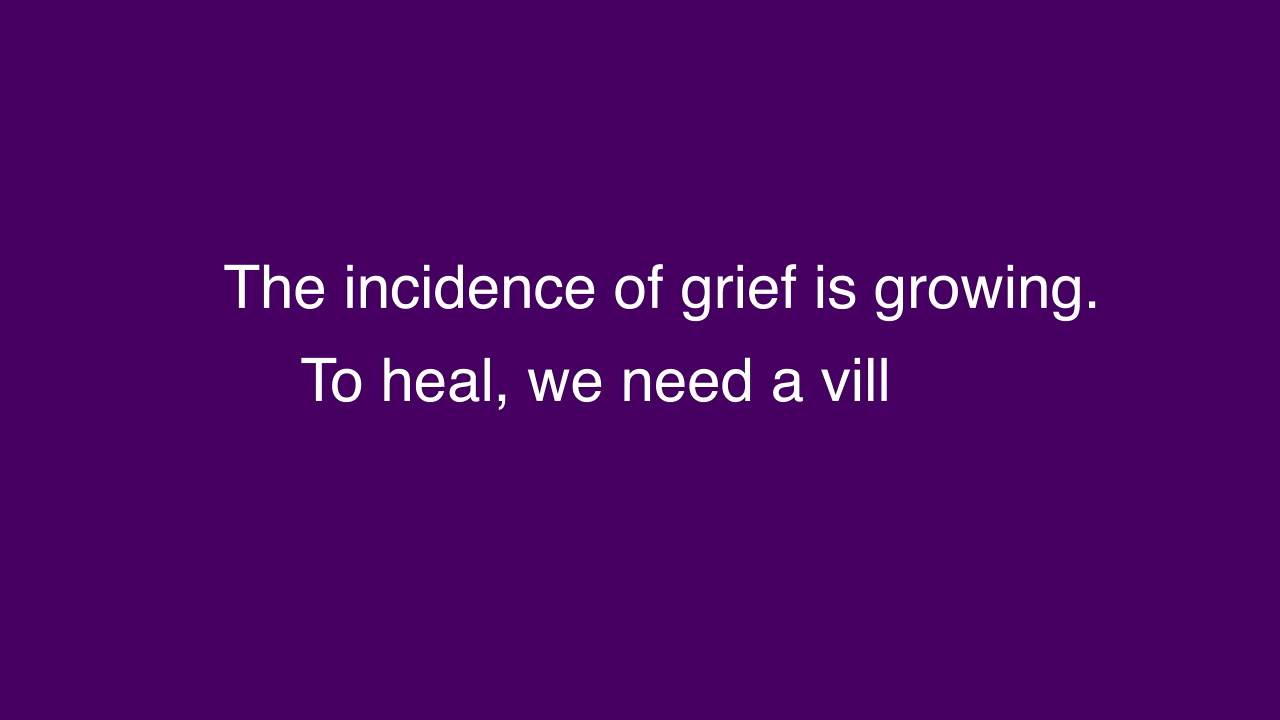 The incidence of grief is growing.
To heal, we need a vill